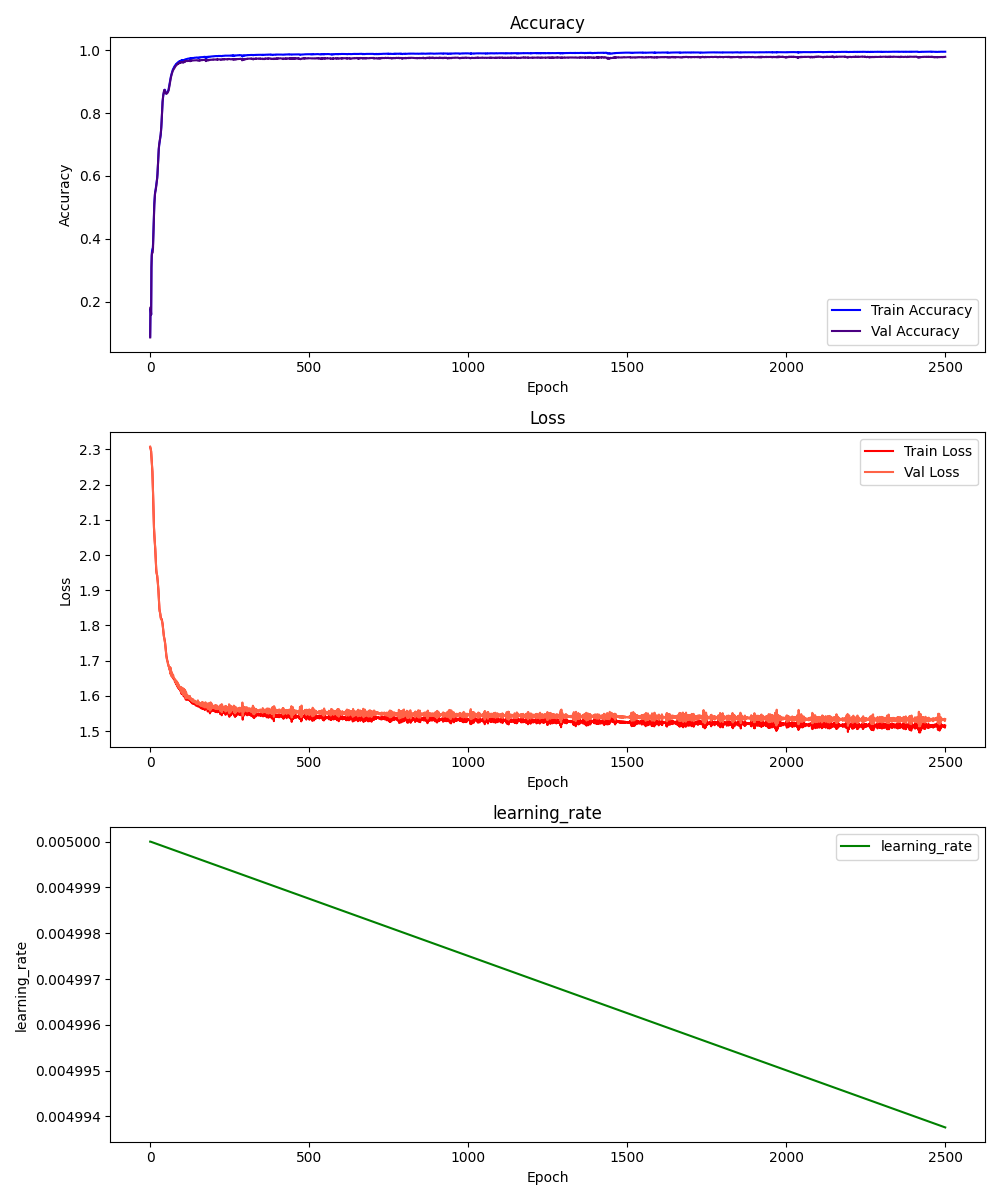 Accuracy
1.0
0.8
0.6
0.4
0.2
Accuracy
Train Accuracy
Val Accuracy
0 500 1000 1500 2000 2500
Epoch
Loss
2.3
2.2
2.1
2.0
1.9
1.8
1.7
1.6
1.5
Loss
Train Loss
Val Loss
0 500 1000 1500 2000 2500
Epoch
learning_rate
0.005000
0.004999
0.004998
0.004997
0.004996
0.004995
0.004994
learning_rate
learning_rate
0 500 1000 1500 2000 2500
Epoch